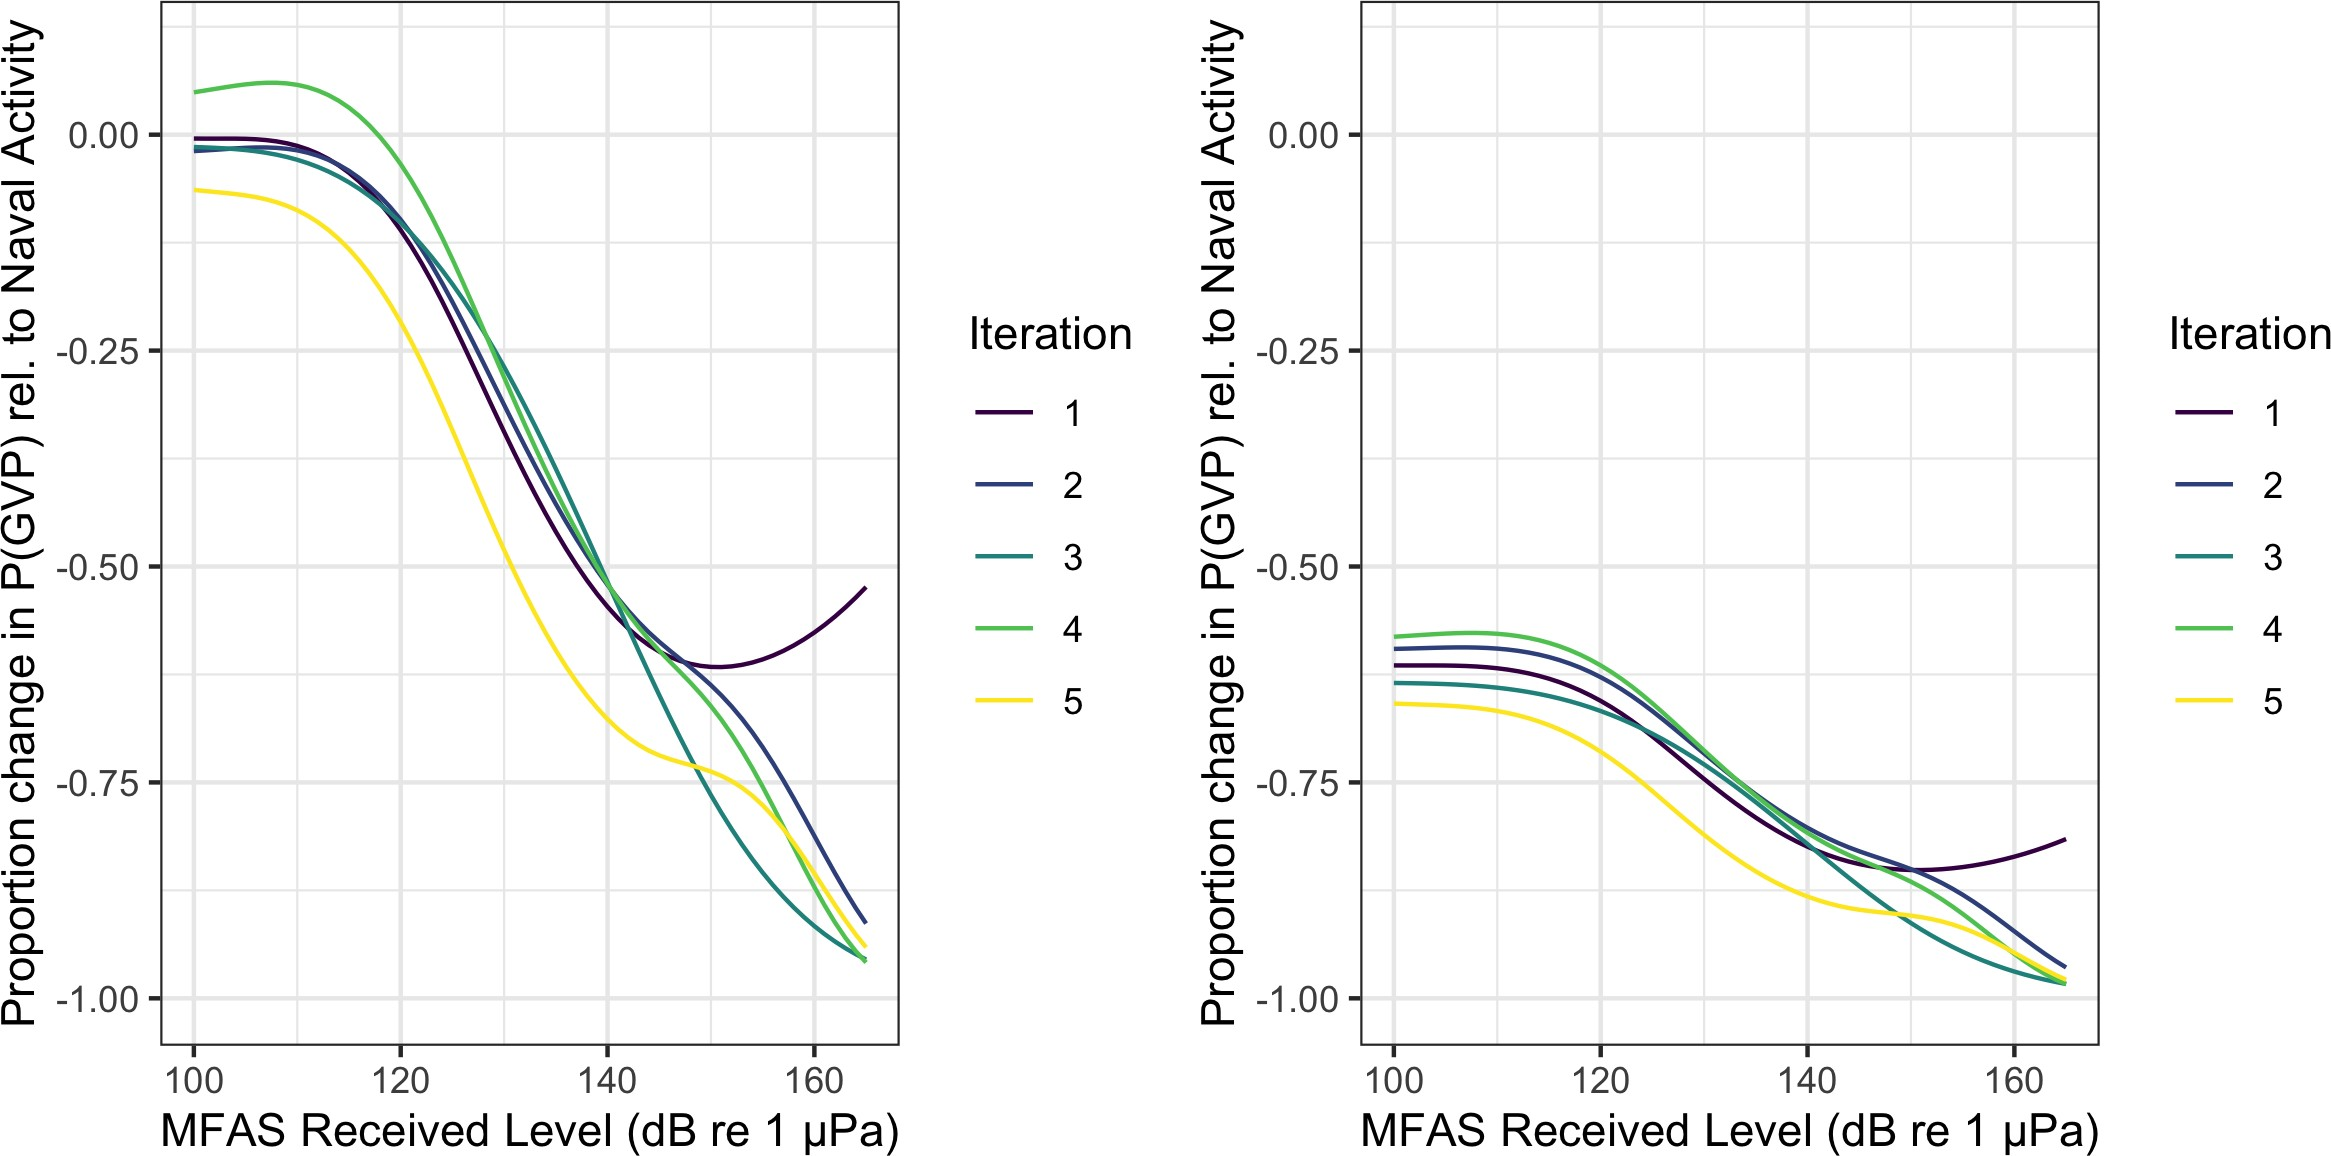 Proportion change in P(GVP) rel. to Naval Activity
0.00
-0.25
-0.50
-0.75
-1.00
100 120 140 160
MFAS Received Level (dB re 1 µPa)
Iteration
1
2
3
4
5
Proportion change in P(GVP) rel. to Naval Activity
0.00
-0.25
-0.50
-0.75
-1.00
100 120 140 160
MFAS Received Level (dB re 1 µPa)
Iteration
1
2
3
4
5